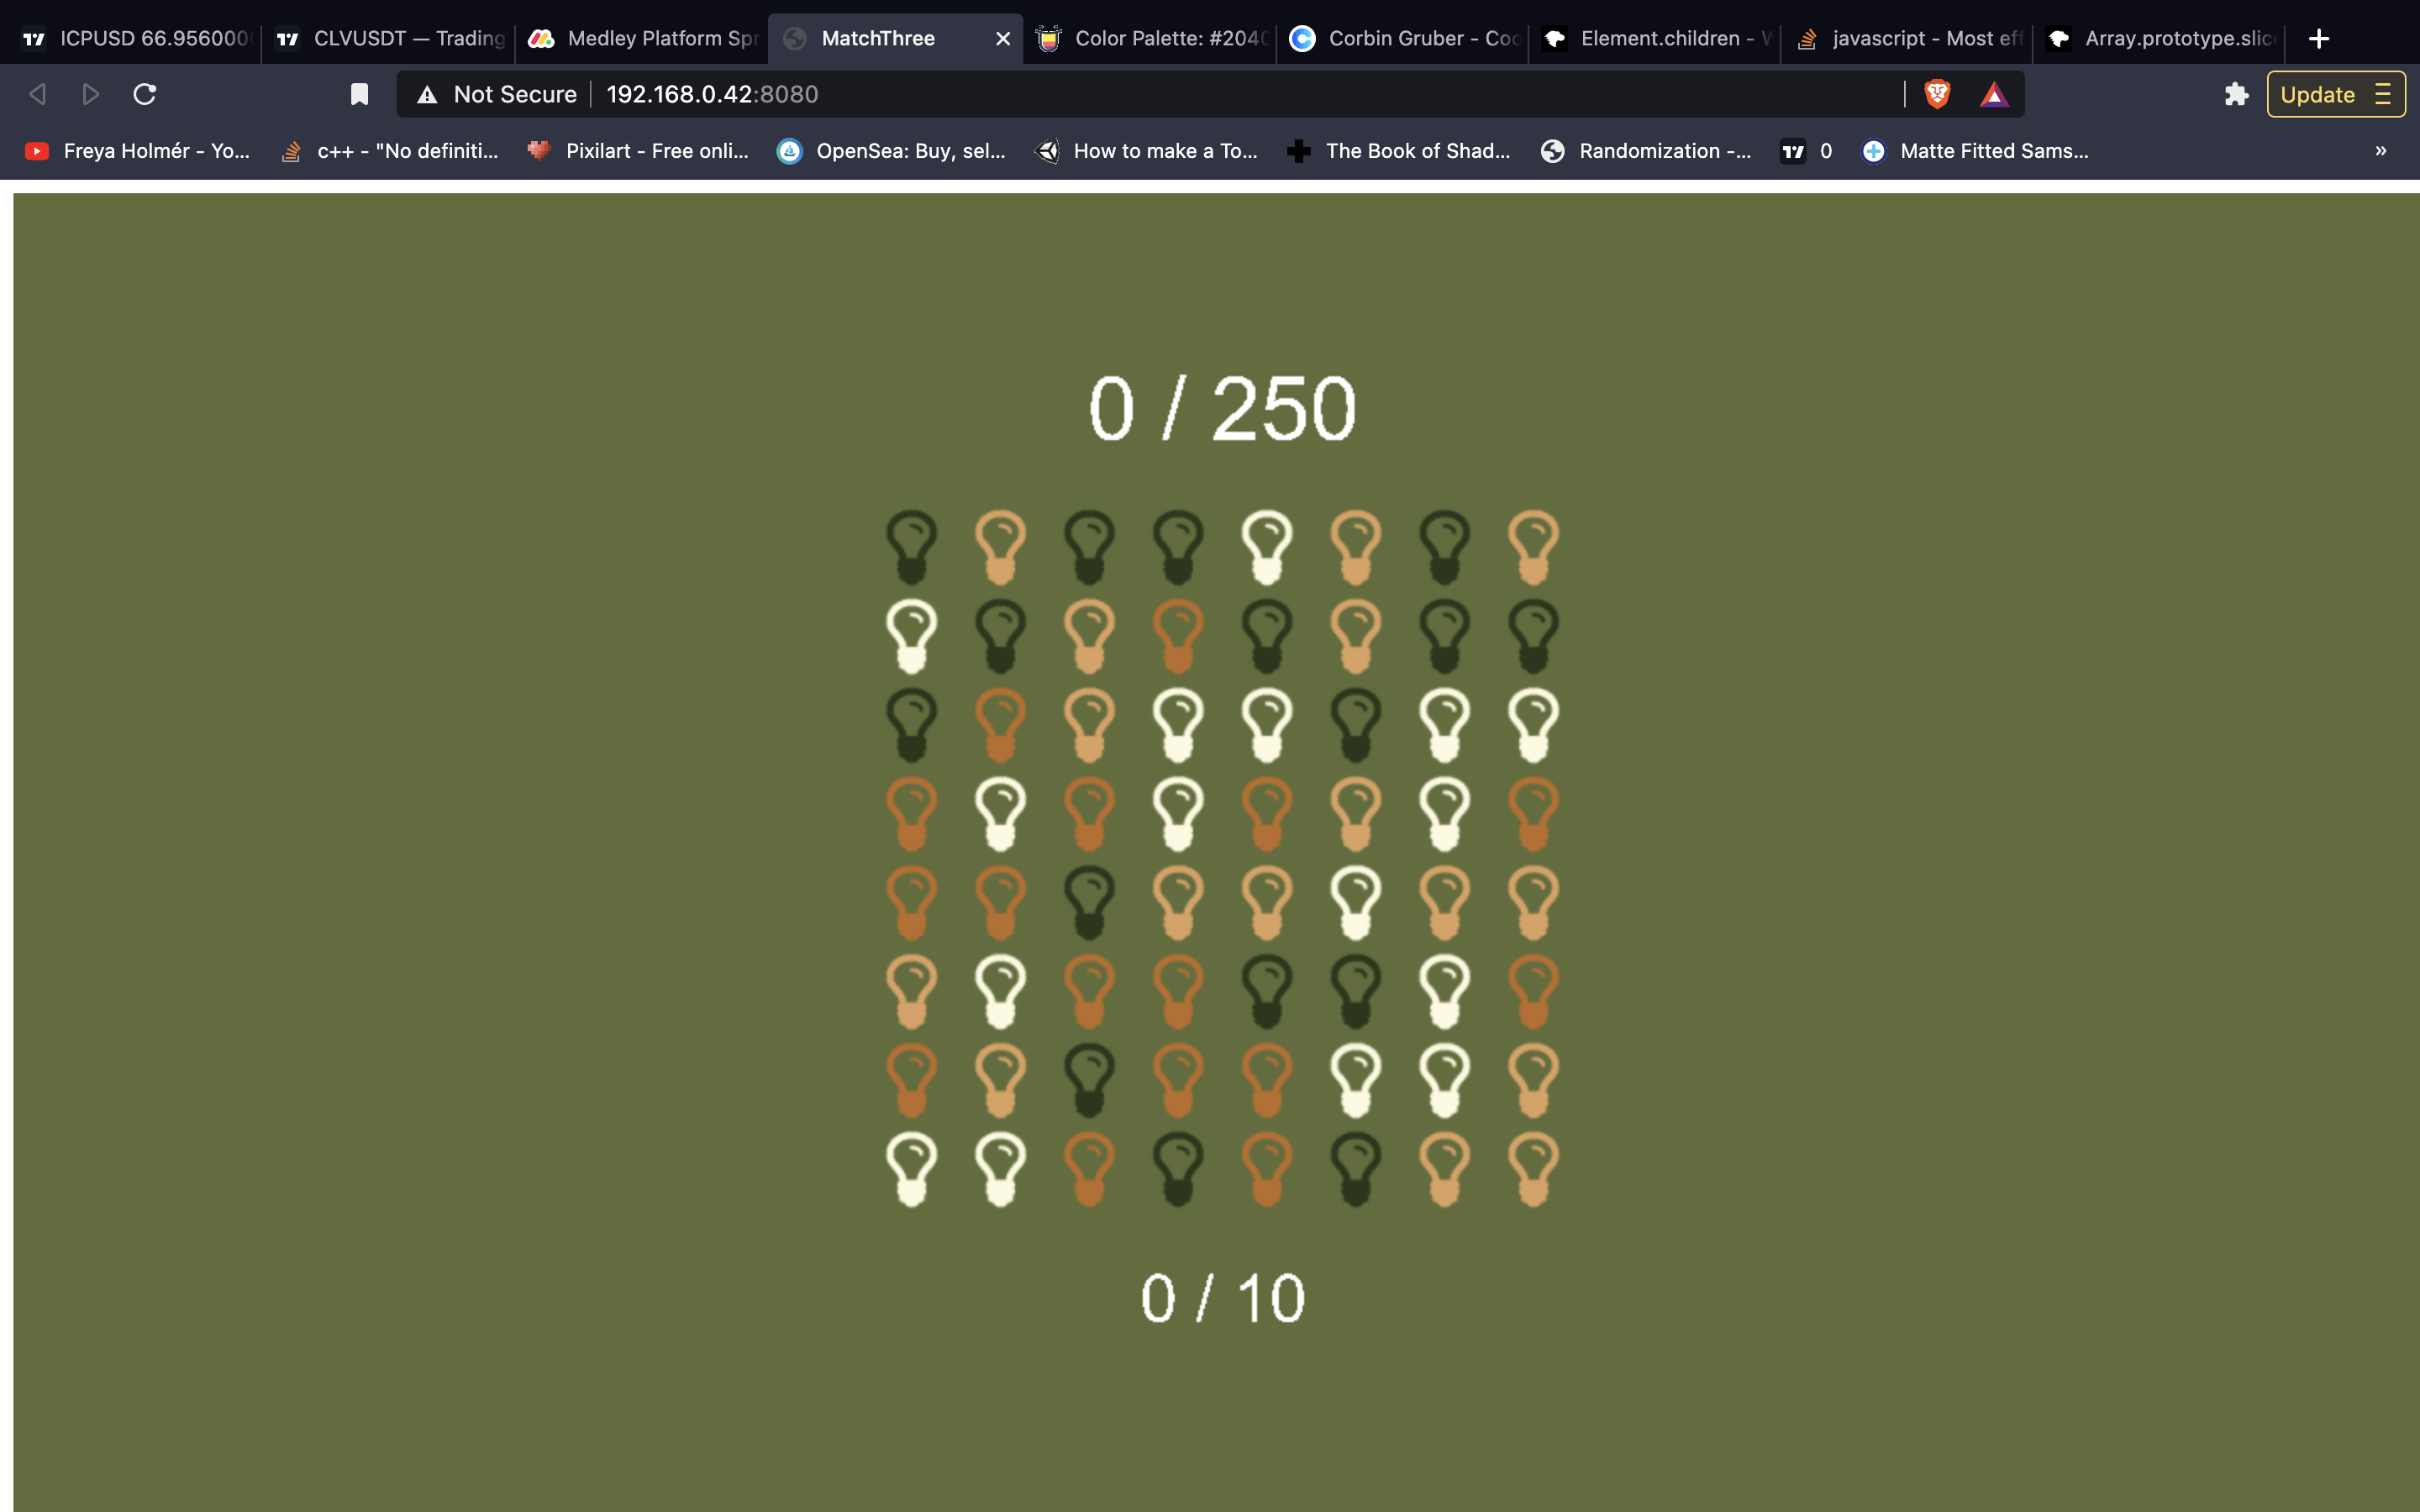 ICPUSD 66.956000
CLVUSDT — Trading
Medley Platform Spr
MatchThree
Color Palette: #204
Corbin Gruber - Coo
Element.children -
javascript - Most eff
Array.prototype.slic
Not Secure
192.168.0.42:8080
Update
Freya Holmér - Yo...
c++ - "No definiti...
Pixilart - Free onli...
OpenSea: Buy, sel...
How to make a To...
The Book of Shad...
Randomization -...
0
Matte Fitted Sams...
»
0 / 250
0 / 10